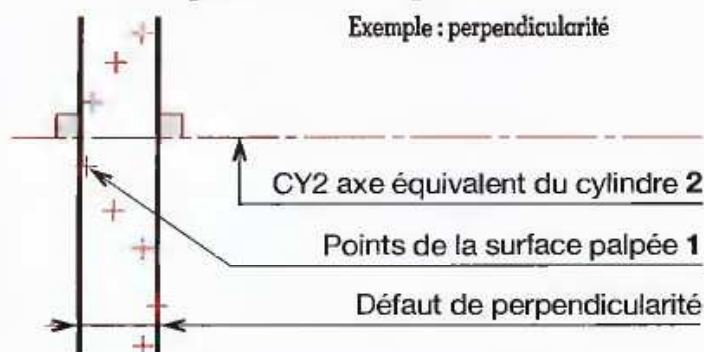 Exemple : perpendicularité
CY2 axe équivalent du cylindre 2
Points de la surface palpée 1
Défaut de perpendicularité